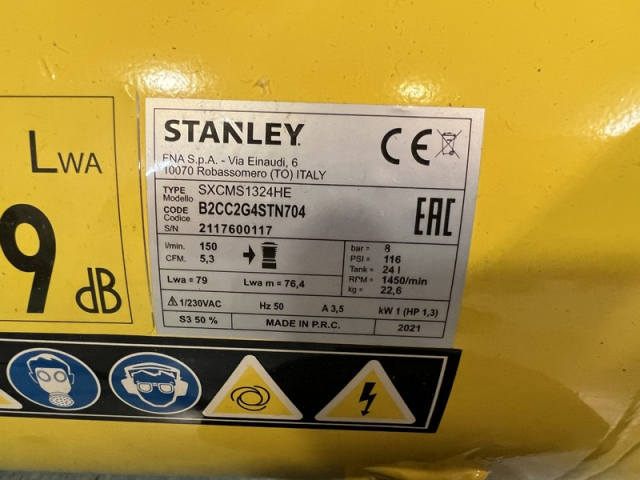 LWA
9 dB
STANLEY
CE
FNA S.p.A. - Via Einaudi, 6
10070 Robassomero (TO) ITALY
TYPE
Modello
SXCMS1324HE
CODE
Codice
B2CC2G4STN704
S/N
2117600117
EAC
l/min. 150
CFM. 5,3
bar = 8
PSI = 116
Tank = 24 l
RPM = 1450/min
kg = 22,6
Lwa = 79
Lwa m = 76,4
1/230VAC
Hz 50
A 3,5
kW 1 (HP 1,3)
S3 50 %
MADE IN P.R.C.
2021